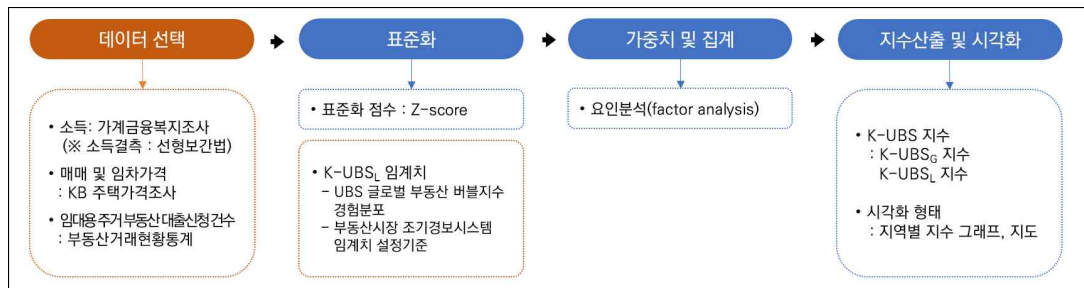 데이터 선택
표준화
가중치 및 집계
지수산출 및 시각화
• 소득: 가계금융복지조사
(※ 소득결측 : 선형보간법)
• 매매 및 임차가격
: KB 주택가격조사
• 임대용 주거 부동산 대출신청 건수
: 부동산거래현황통계
• 표준화 점수 : Z-score
• K-UBSL 임계치
– UBS 글로벌 부동산 버블지수
경험분포
– 부동산시장 조기경보시스템
임계치 설정기준
• 요인분석(factor analysis)
• K-UBS 지수
: K-UBSG 지수
K-UBSL 지수
• 시각화 형태
: 지역별 지수 그래프, 지도